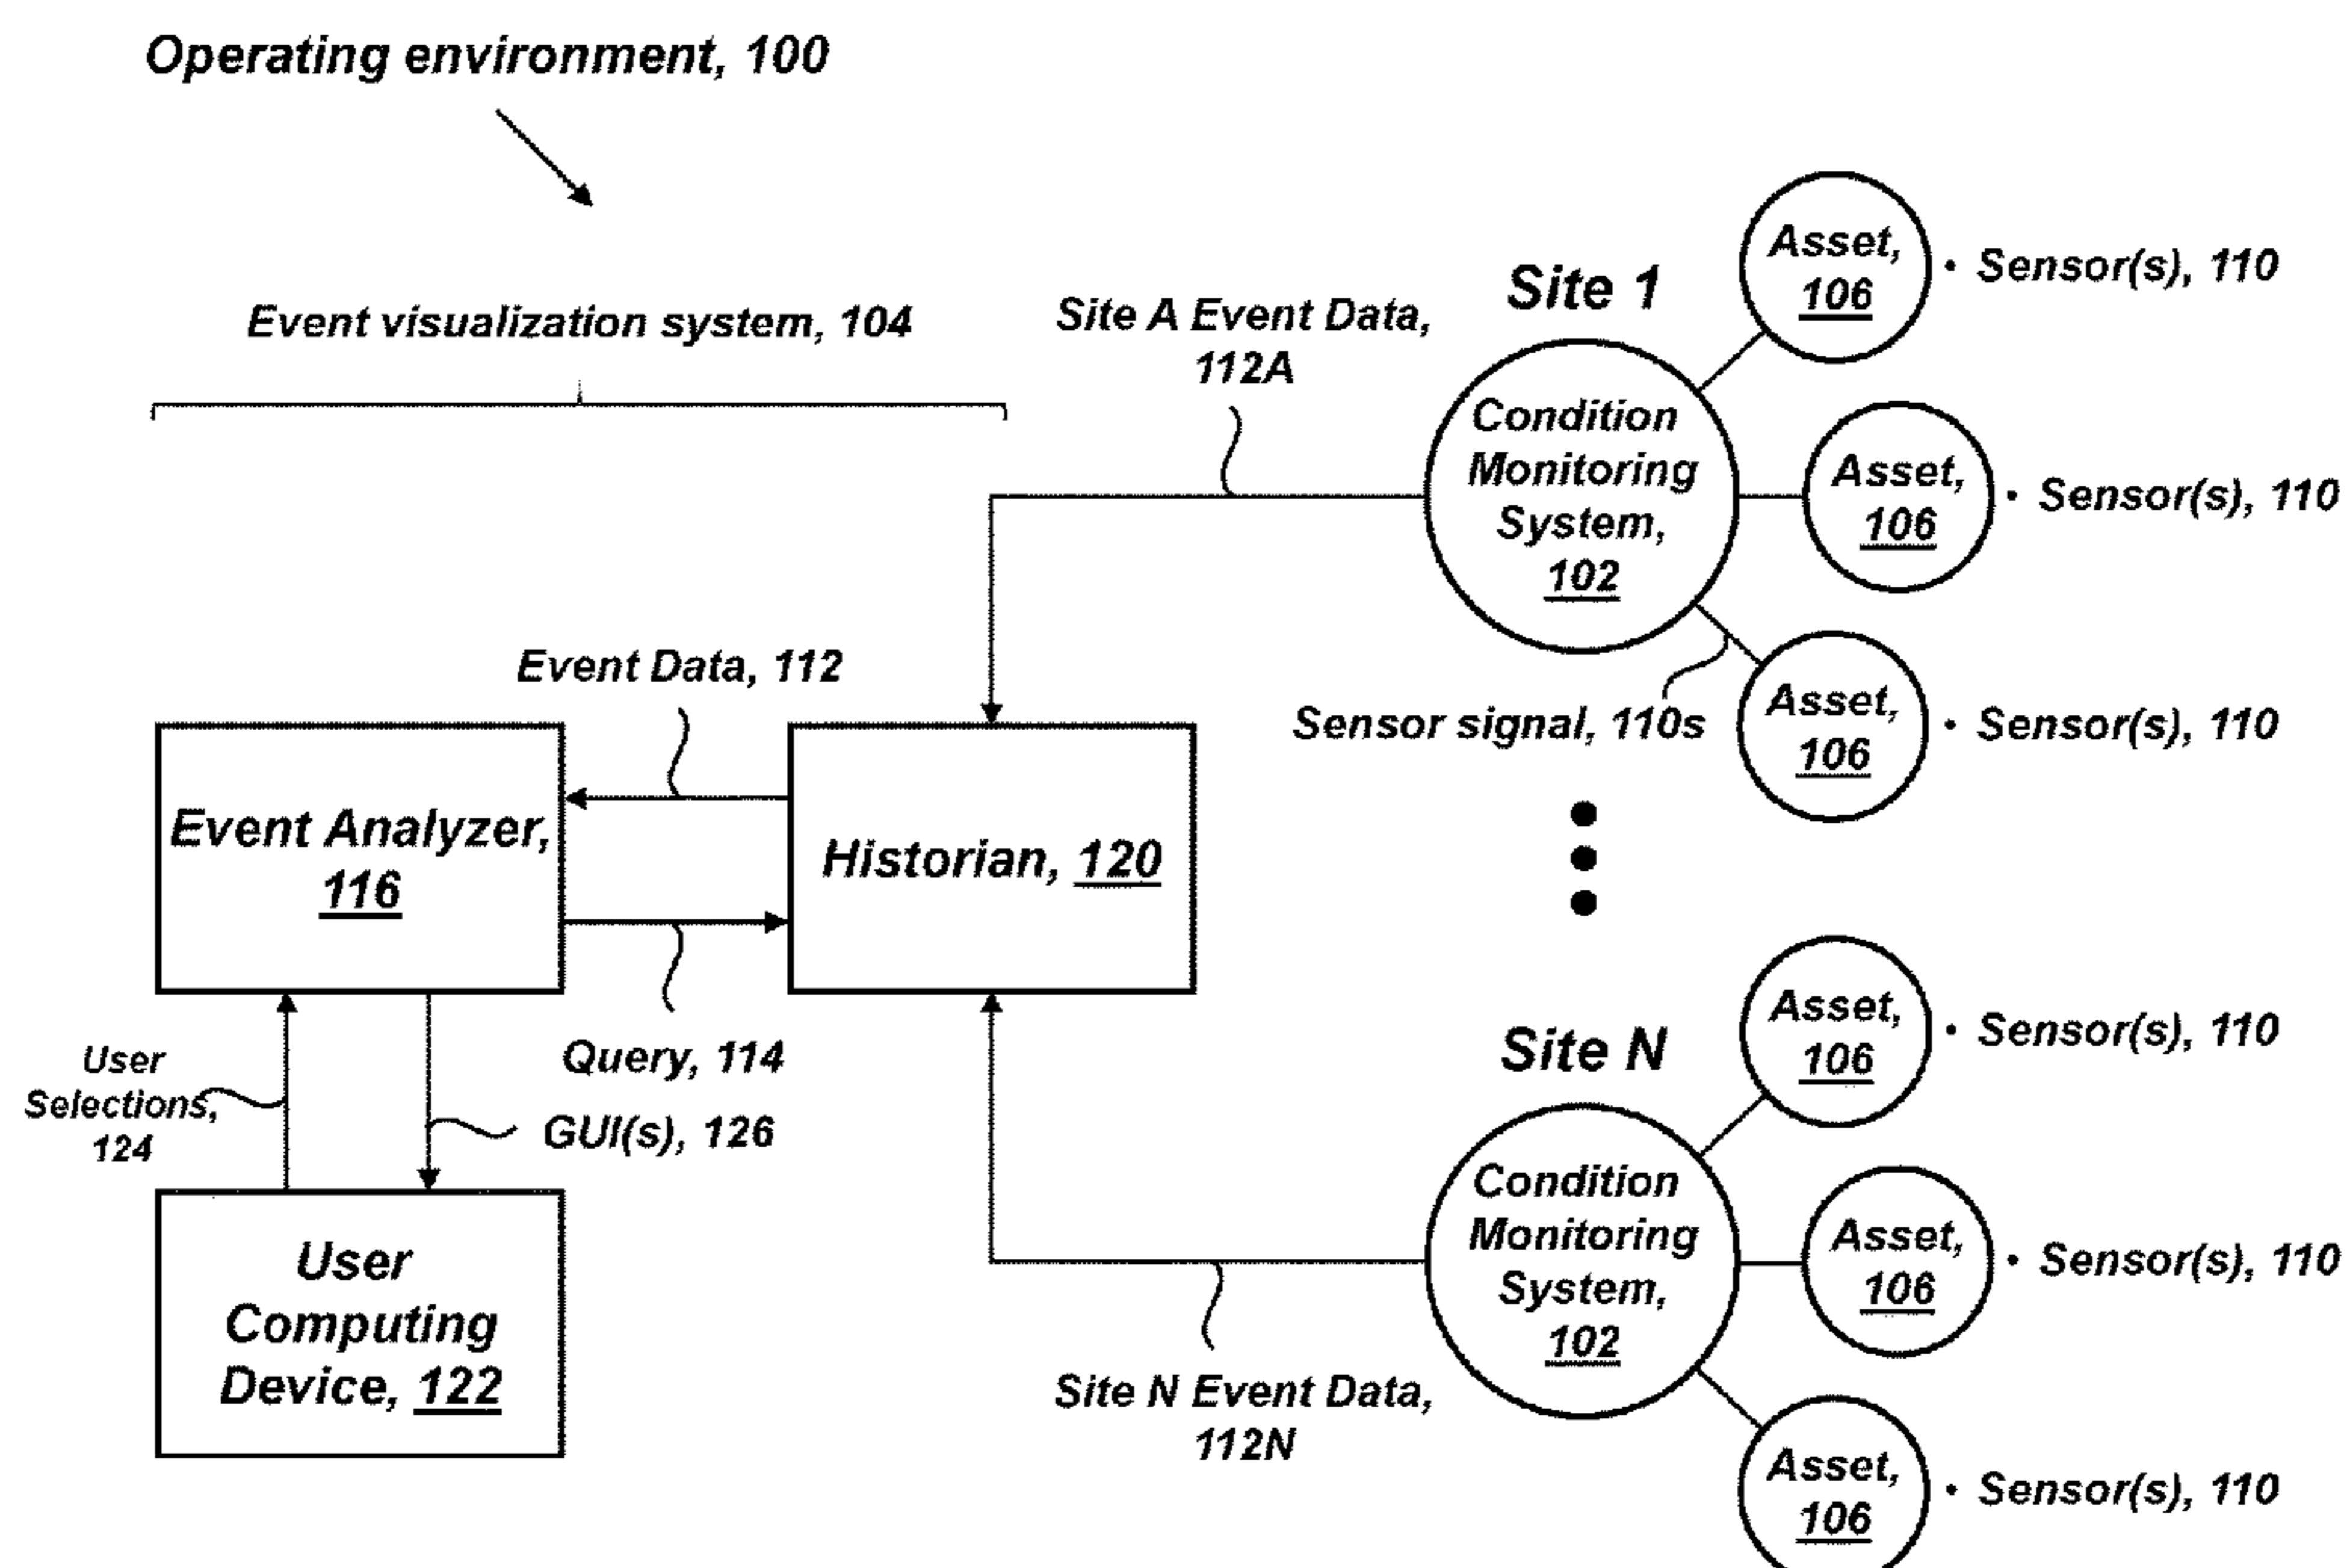 Operating environment, 100
Event visualization system, 104
Site A Event Data,
112A
Site 1
Asset,
106
• Sensor(s), 110
Condition
Monitoring
System,
102
Asset,
106
• Sensor(s), 110
Sensor signal, 110s
Asset,
106
• Sensor(s), 110
Event Data, 112
Event Analyzer,
116
Historian, 120
Query, 114
User
Selections,
124
GUI(s), 126
User
Computing
Device, 122
Site N
Asset,
106
• Sensor(s), 110
Condition
Monitoring
System,
102
Asset,
106
• Sensor(s), 110
Site N Event Data,
112N
Asset,
106
• Sensor(s), 110